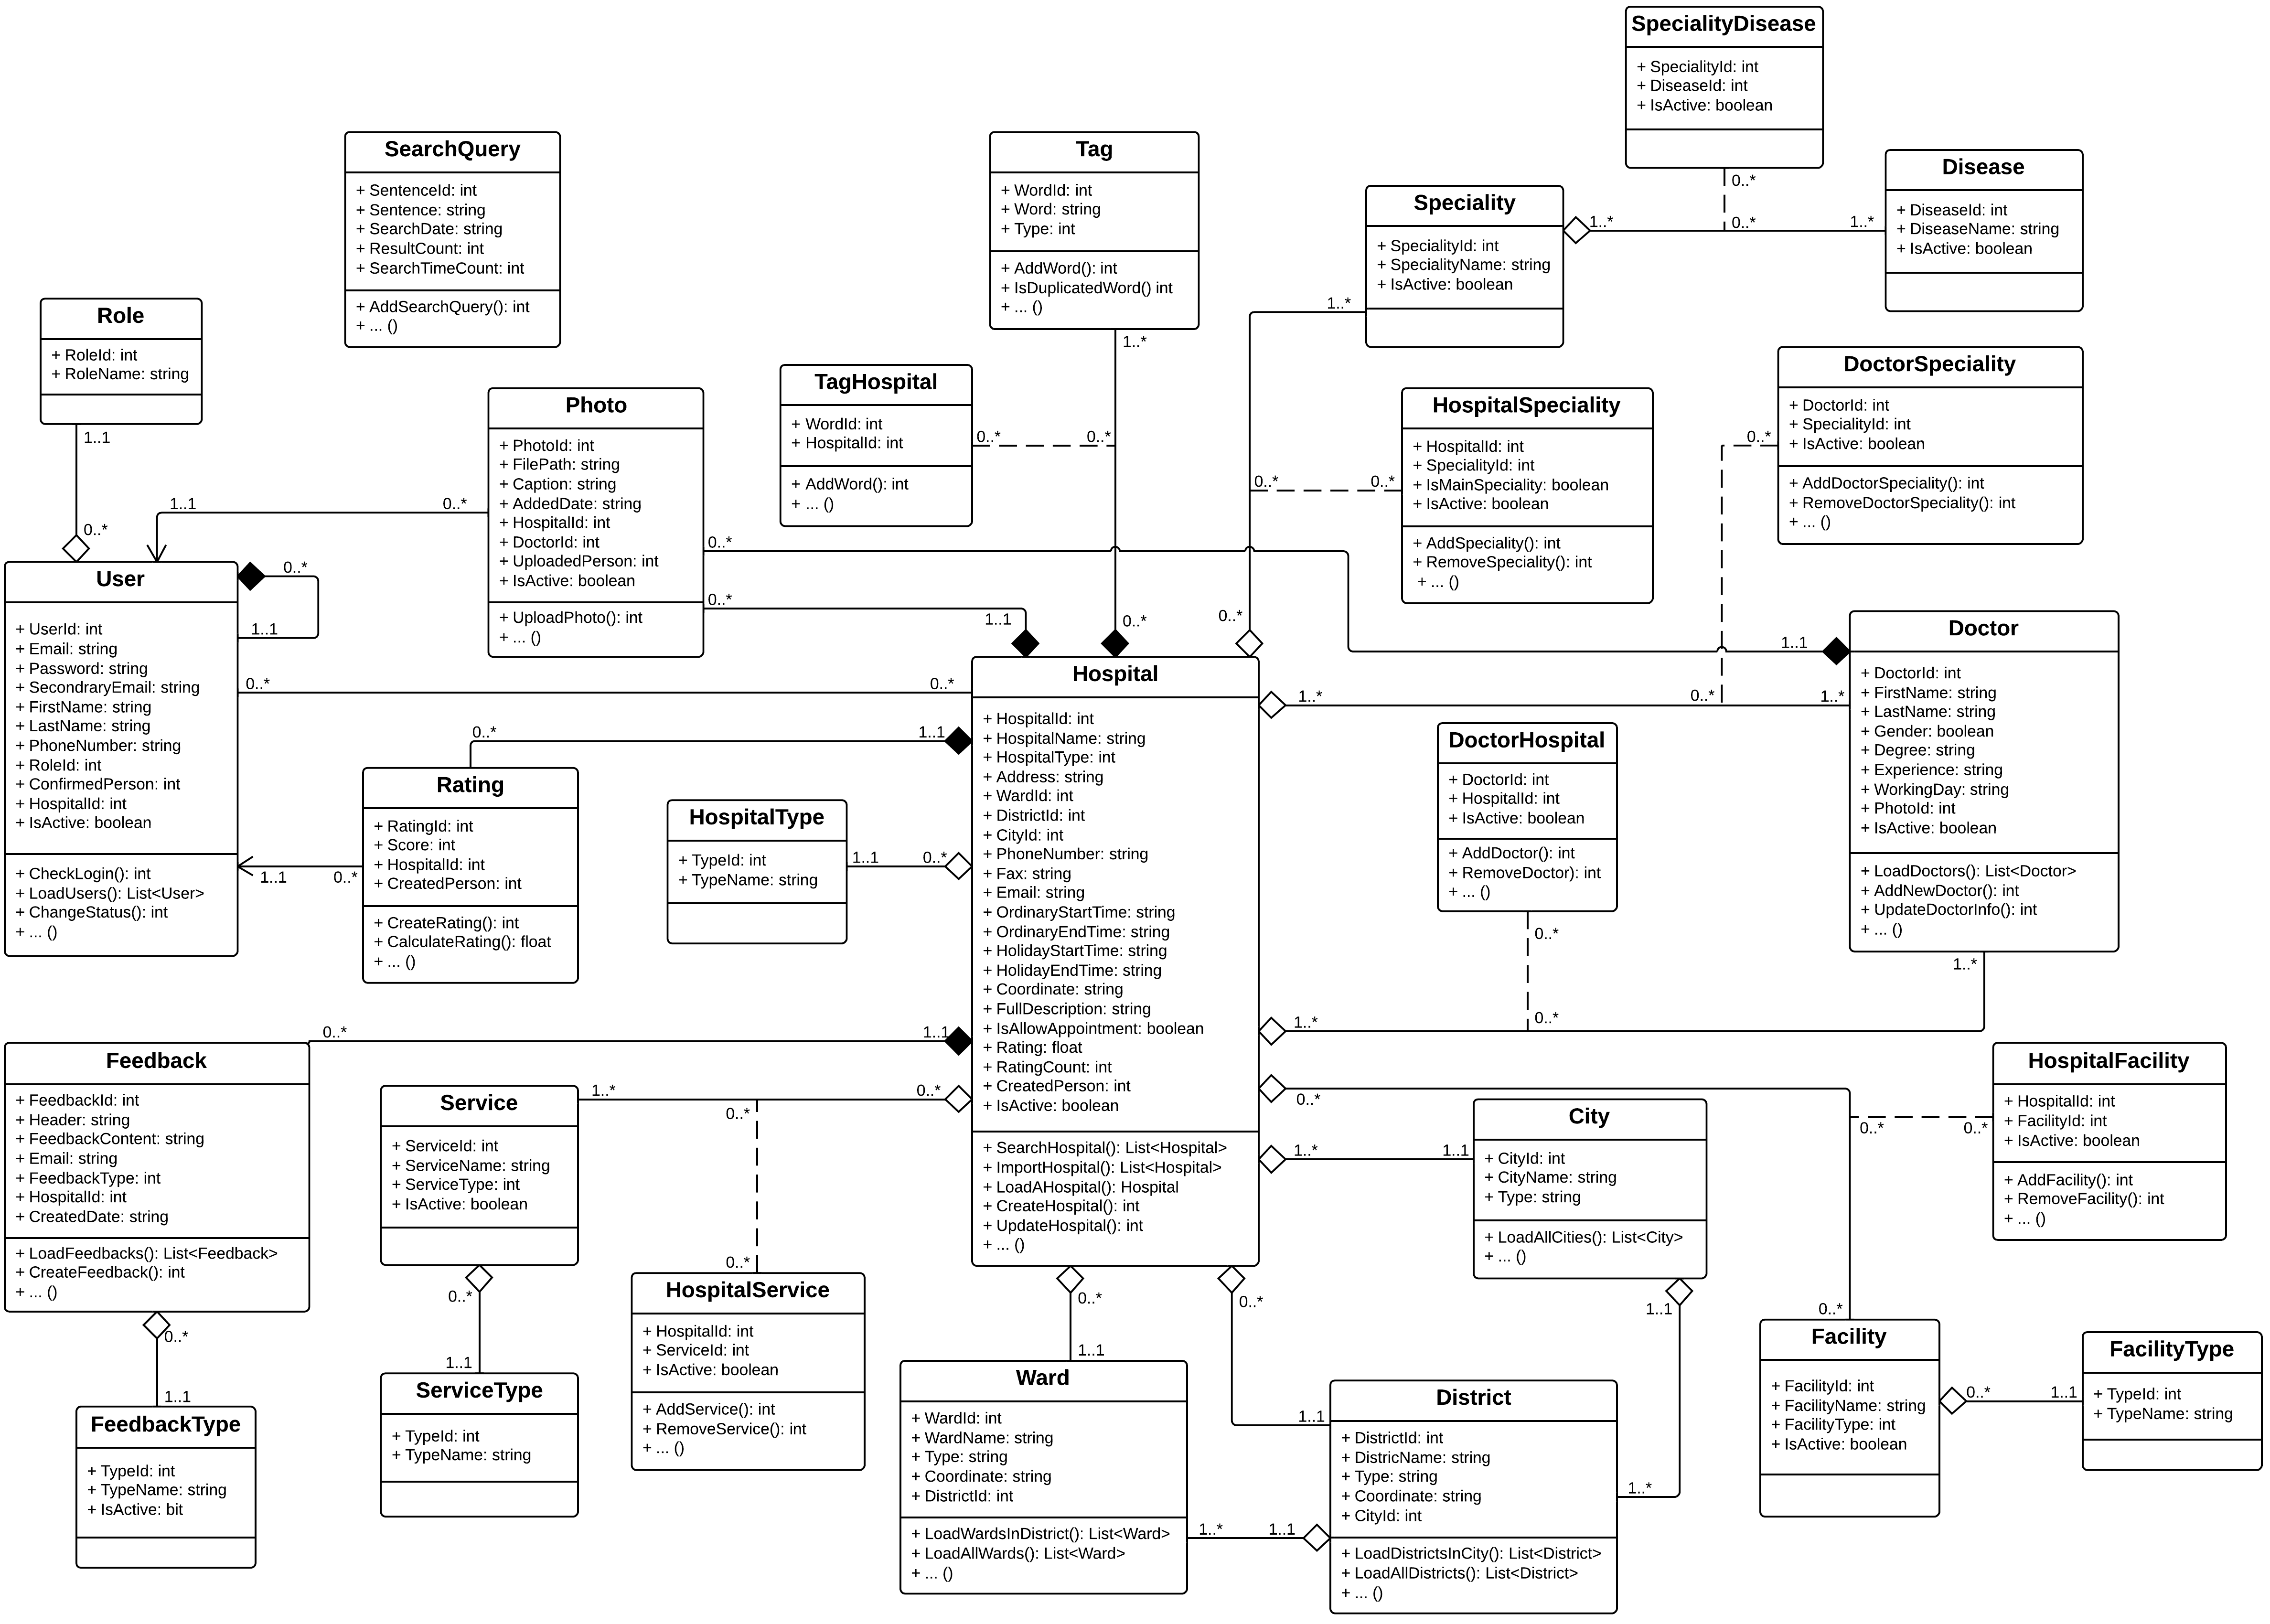 SpecialityDisease
+ SpecialityId: int
+ DiseaseId: int
+ IsActive: boolean
0..*
SearchQuery
+ SentenceId: int
+ Sentence: string
+ SearchDate: string
+ ResultCount: int
+ SearchTimeCount: int
+ AddSearchQuery(): int
+ ... ()
Tag
+ WordId: int
+ Word: string
+ Type: int
+ AddWord(): int
+ IsDuplicatedWord() int
+ ... ()
1..*
Speciality
+ SpecialityId: int
+ SpecialityName: string
+ IsActive: boolean
1..*
0..*
1..*
1..*
Disease
+ DiseaseId: int
+ DiseaseName: string
+ IsActive: boolean
Role
+ RoleId: int
+ RoleName: string
1..1
0..*
Photo
+ PhotoId: int
+ FilePath: string
+ Caption: string
+ AddedDate: string
+ HospitalId: int
+ DoctorId: int
+ UploadedPerson: int
+ IsActive: boolean
+ UploadPhoto(): int
+ ... ()
1..1
0..*
0..*
0..*
1..1
TagHospital
+ WordId: int
+ HospitalId: int
+ AddWord(): int
+ ... ()
0..*
0..*
0..*
HospitalSpeciality
+ HospitalId: int
+ SpecialityId: int
+ IsMainSpeciality: boolean
+ IsActive: boolean
+ AddSpeciality(): int
+ RemoveSpeciality(): int
+ ... ()
0..*
0..*
0..*
DoctorSpeciality
+ DoctorId: int
+ SpecialityId: int
+ IsActive: boolean
+ AddDoctorSpeciality(): int
+ RemoveDoctorSpeciality(): int
+ ... ()
0..*
User
+ UserId: int
+ Email: string
+ Password: string
+ SecondraryEmail: string
+ FirstName: string
+ LastName: string
+ PhoneNumber: string
+ RoleId: int
+ ConfirmedPerson: int
+ HospitalId: int
+ IsActive: boolean
+ CheckLogin(): int
+ LoadUsers(): List<User>
+ ChangeStatus(): int
+ ... ()
0..*
1..1
0..*
0..*
Rating
+ RatingId: int
+ Score: int
+ HospitalId: int
+ CreatedPerson: int
+ CreateRating(): int
+ CalculateRating(): float
+ ... ()
0..*
1..1
1..1
0..*
HospitalType
+ TypeId: int
+ TypeName: string
1..1
0..*
Hospital
+ HospitalId: int
+ HospitalName: string
+ HospitalType: int
+ Address: string
+ WardId: int
+ DistrictId: int
+ CityId: int
+ PhoneNumber: string
+ Fax: string
+ Email: string
+ OrdinaryStartTime: string
+ OrdinaryEndTime: string
+ HolidayStartTime: string
+ HolidayEndTime: string
+ Coordinate: string
+ FullDescription: string
+ IsAllowAppointment: boolean
+ Rating: float
+ RatingCount: int
+ CreatedPerson: int
+ IsActive: boolean
+ SearchHospital(): List<Hospital>
+ ImportHospital(): List<Hospital>
+ LoadAHospital(): Hospital
+ CreateHospital(): int
+ UpdateHospital(): int
+ ... ()
1..*
0..*
1..*
1..1
Doctor
+ DoctorId: int
+ FirstName: string
+ LastName: string
+ Gender: boolean
+ Degree: string
+ Experience: string
+ WorkingDay: string
+ PhotoId: int
+ IsActive: boolean
+ LoadDoctors(): List<Doctor>
+ AddNewDoctor(): int
+ UpdateDoctorInfo(): int
+ ... ()
1..*
DoctorHospital
+ DoctorId: int
+ HospitalId: int
+ IsActive: boolean
+ AddDoctor(): int
+ RemoveDoctor): int
+ ... ()
0..*
1..*
0..*
Feedback
+ FeedbackId: int
+ Header: string
+ FeedbackContent: string
+ Email: string
+ FeedbackType: int
+ HospitalId: int
+ CreatedDate: string
+ LoadFeedbacks(): List<Feedback>
+ CreateFeedback(): int
+ ... ()
0..*
1..1
0..*
1..1
FeedbackType
+ TypeId: int
+ TypeName: string
+ IsActive: bit
Service
+ ServiceId: int
+ ServiceName: string
+ ServiceType: int
+ IsActive: boolean
1..*
0..*
0..*
0..*
0..*
1..1
ServiceType
+ TypeId: int
+ TypeName: string
HospitalService
+ HospitalId: int
+ ServiceId: int
+ IsActive: boolean
+ AddService(): int
+ RemoveService(): int
+ ... ()
0..*
1..*
1..1
City
+ CityId: int
+ CityName: string
+ Type: string
+ LoadAllCities(): List<City>
+ ... ()
1..1
HospitalFacility
+ HospitalId: int
+ FacilityId: int
+ IsActive: boolean
+ AddFacility(): int
+ RemoveFacility(): int
+ ... ()
0..*
0..*
0..*
1..1
Ward
+ WardId: int
+ WardName: string
+ Type: string
+ Coordinate: string
+ DistrictId: int
+ LoadWardsInDistrict(): List<Ward>
+ LoadAllWards(): List<Ward>
+ ... ()
1..*
1..1
0..*
1..1
District
+ DistrictId: int
+ DistricName: string
+ Type: string
+ Coordinate: string
+ CityId: int
+ LoadDistrictsInCity(): List<District>
+ LoadAllDistricts(): List<District>
+ ... ()
1..*
0..*
Facility
+ FacilityId: int
+ FacilityName: string
+ FacilityType: int
+ IsActive: boolean
0..*
1..1
FacilityType
+ TypeId: int
+ TypeName: string